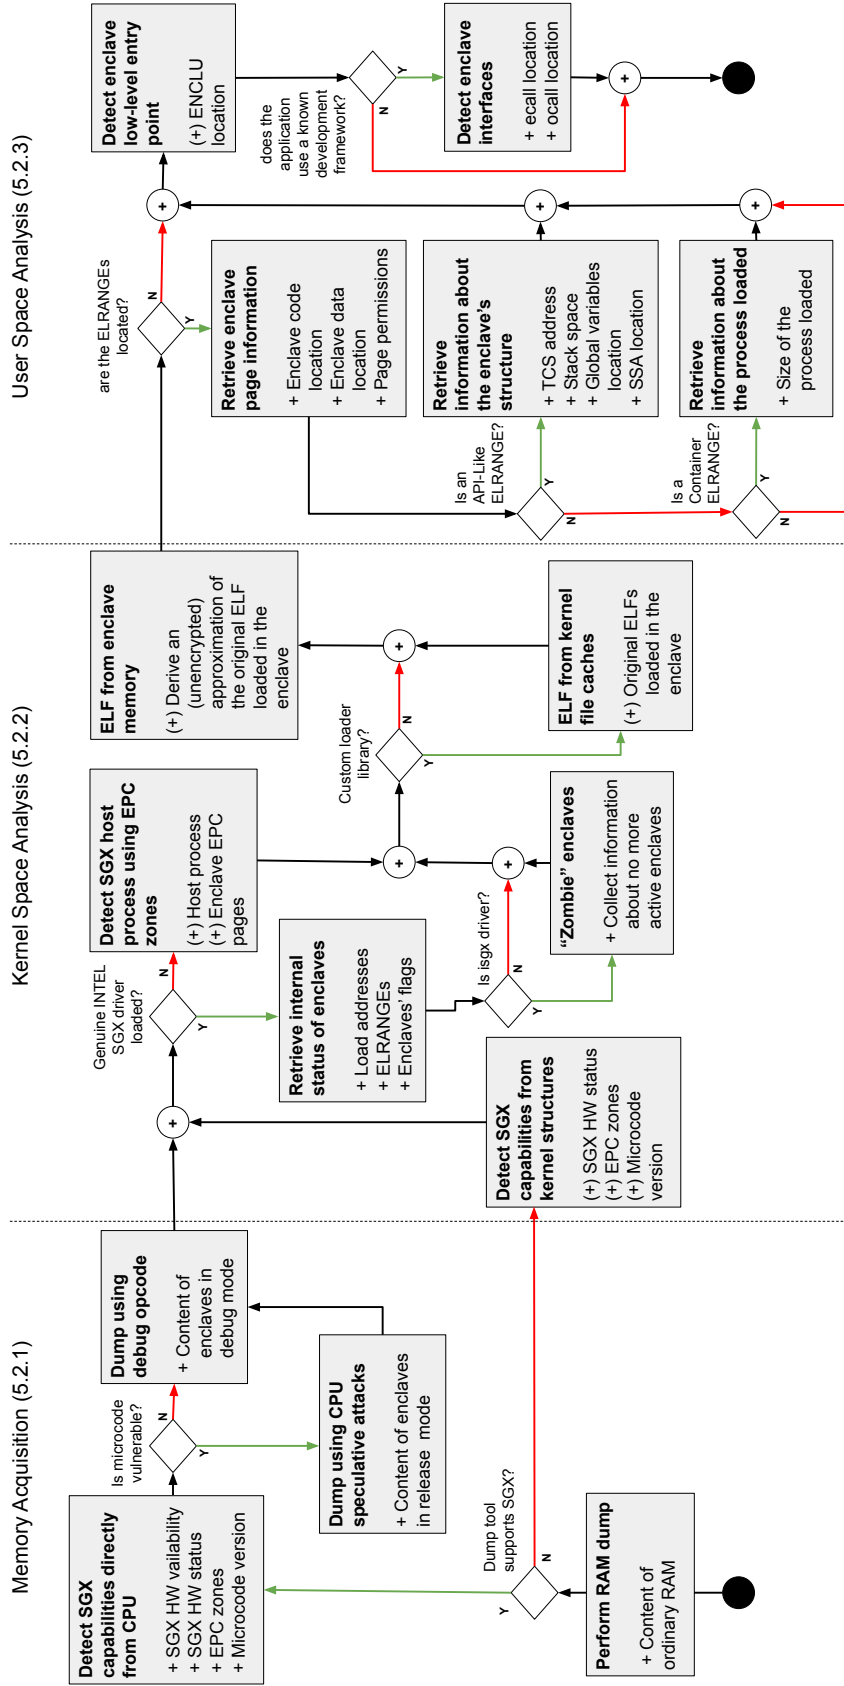 Memory Acquisition (5.2.1)
Kernel Space Analysis (5.2.2)
User Space Analysis (5.2.3)
Perform RAM dump
+ Content of
ordinary RAM
Dump tool
supports SGX?
Y
N
Detect SGX
capabilities directly
from CPU
+ SGX HW vailability
+ SGX HW status
+ EPC zones
+ Microcode version
Is microcode
vulnerable?
N
Y
Dump using CPU
speculative attacks
+ Content of enclaves
in release mode
Dump using
debug opcode
+ Content of
enclaves in
debug mode
Detect SGX
capabilities from
kernel structures
(+) SGX HW status
(+) EPC zones
(+) Microcode
version
+
Genuine INTEL
SGX driver
loaded?
N
Y
Detect SGX host
process using EPC
zones
(+) Host process
(+) Enclave EPC
pages
Retrieve internal
status of enclaves
+ Load addresses
+ ELRANGEs
+ Enclaves' flags
Is isgx driver?
N
Y
“Zombie” enclaves
+ Collect information
about no more
active enclaves
+
+
Custom loader
library?
N
Y
ELF from kernel
file caches
(+) Original ELFs
loaded in the
enclave
+
ELF from enclave
memory
(+) Derive an
(unencrypted)
approximation of
the original ELF
loaded in the
enclave
are the ELRANGEs
located?
N
Y
Retrieve enclave
page information
+ Enclave code
location
+ Enclave data
location
+ Page permissions
Is an
API-Like
ELRANGE?
Y
N
Retrieve
information about
the enclave's
structure
+ TCS address
+ Stack space
+ Global variables
location
+ SSA location
Is a
Container
ELRANGE?
Y
N
Retrieve
information about
the process loaded
+ Size of the
process loaded
+
+
+
Detect enclave
low-level entry
point
(+) ENCLU
location
does the
application
use a known
development
framework?
Y
N
Detect enclave
interfaces
+ ecall location
+ ocall location
+